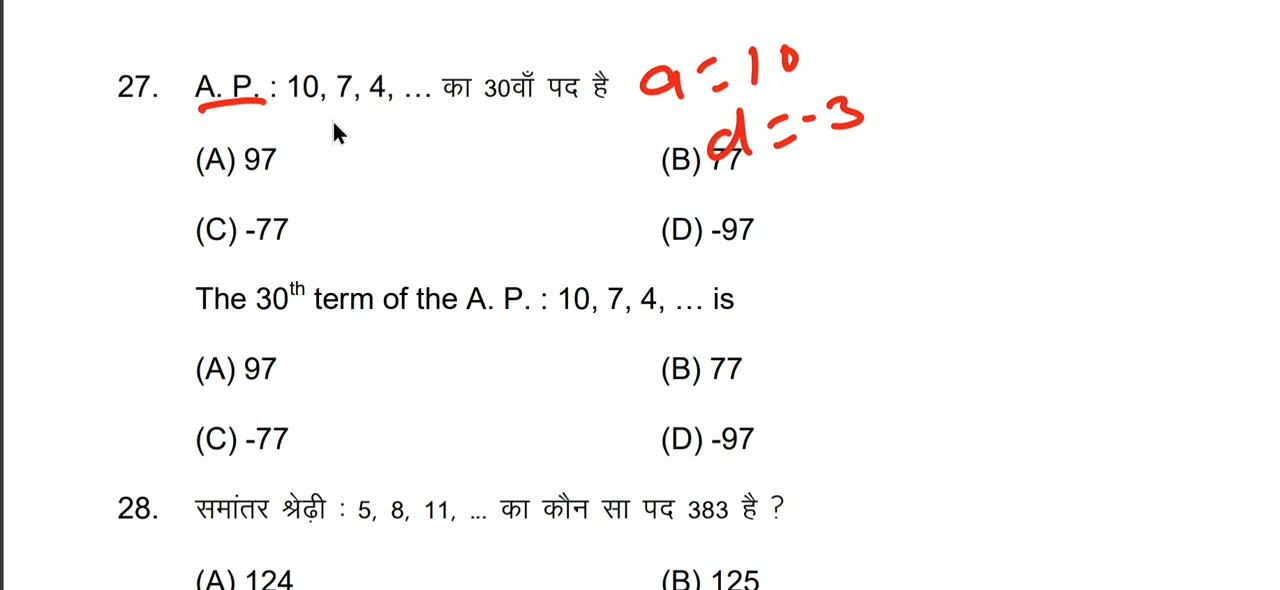 27. A. P. : 10, 7, 4, ... का 30वाँ पद है a = 10
d = -3
(A) 97 (B) 77
(C) -77 (D) -97
The 30th term of the A. P. : 10, 7, 4, ... is
(A) 97 (B) 77
(C) -77 (D) -97
28. समांतर श्रेढ़ी : 5, 8, 11, ... का कौन सा पद 383 है ?
(A) 124 (B) 125